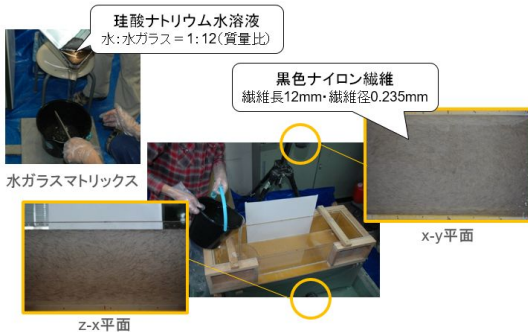 珪酸ナトリウム水溶液
水:水ガラス＝1:12(質量比)
黒色ナイロン繊維
繊維長12mm・繊維径0.235mm
水ガラスマトリックス
x-y平面
z-x平面